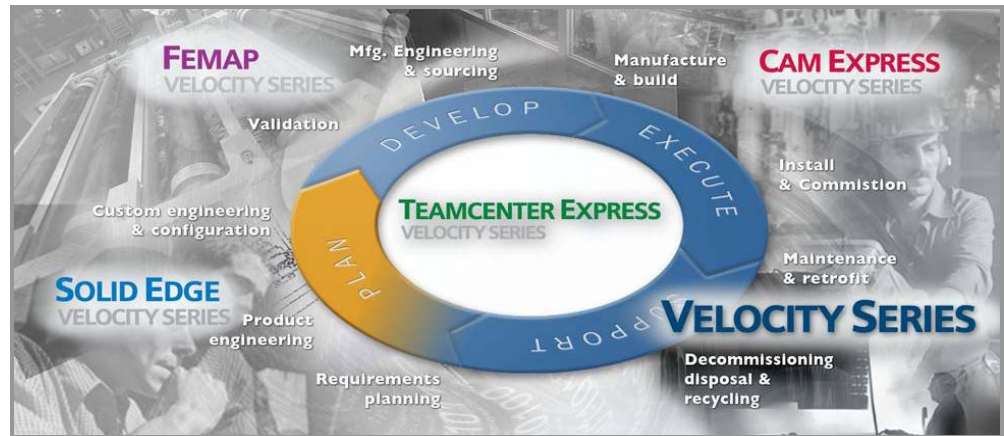 FEMAP
VELOCITY SERIES
Mfg. Engineering
& sourcing
Manufacture
& build
CAM EXPRESS
VELOCITY SERIES
Validation
DEVELOP
EXECUTE
Install
& Commistion
Custom engineering
& configuration
TEAMCENTER EXPRESS
VELOCITY SERIES
PLAN
Maintenance
& retrofit
SOLID EDGE
VELOCITY SERIES
Product
engineering
SUPPORT
VELOCITY SERIES
Requirements
planning
Decommissioning
disposal &
recycling